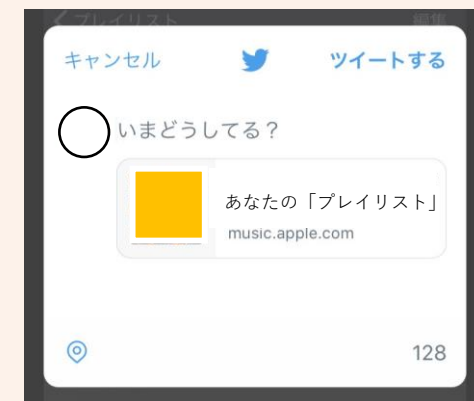 プレイリスト 編集
キャンセル ツイートする
いまどうしてる？
あなたの「プレイリスト」
music.apple.com
128